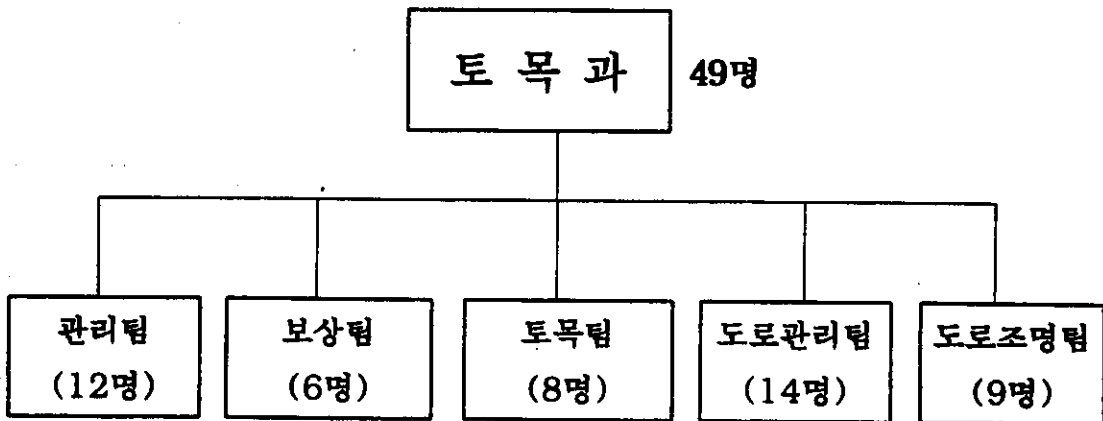 토 목 과
49명
관리팀
(12명)
보상팀
(6명)
토목팀
(8명)
도로관리팀
(14명)
도로조명팀
(9명)